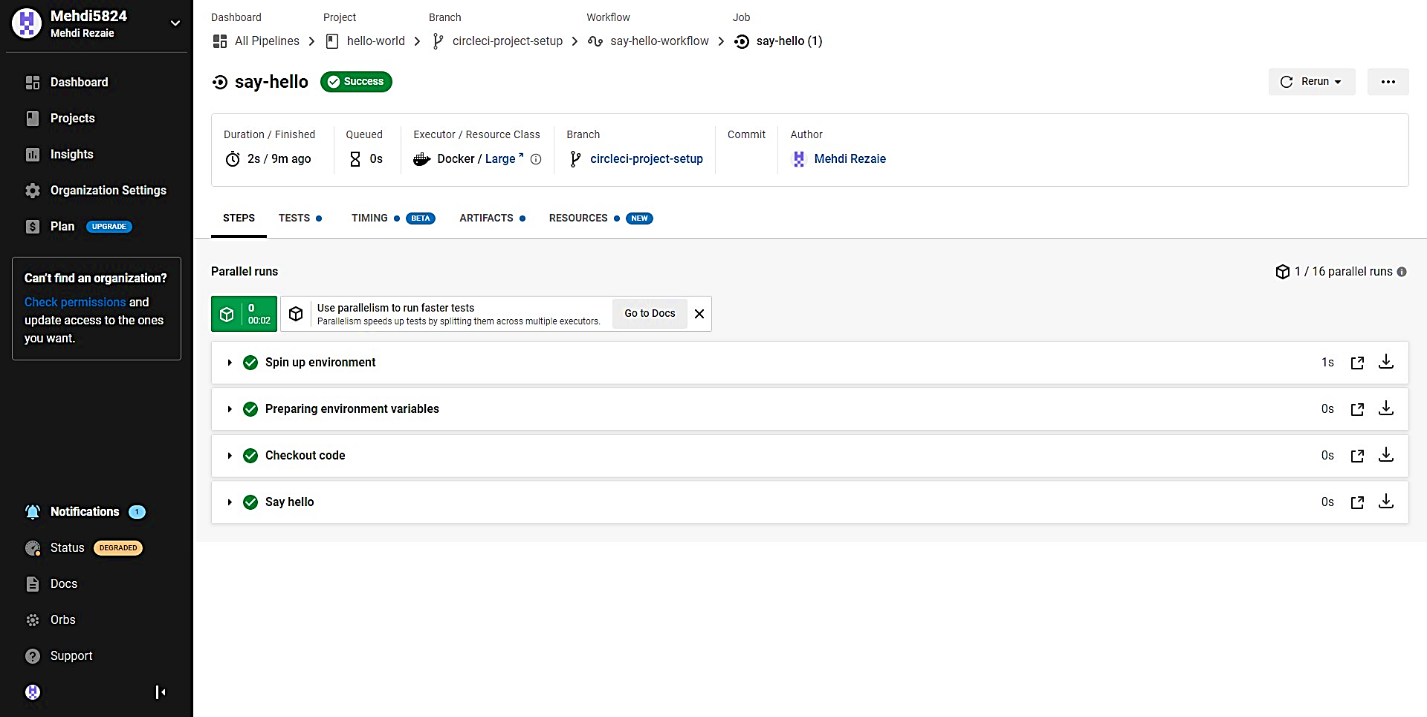 Mehdi5824
Mehdi Rezaie
Dashboard
Projects
Insights
Organization Settings
Plan UPGRADE
Can't find an organization?
Check permissions and
update access to the ones
you want.
Notifications 1
Status DEGRADED
Docs
Orbs
Support
Dashboard Project Branch Workflow Job
All Pipelines hello-world circleci-project-setup say-hello-workflow say-hello (1)
say-hello Success Rerun
Duration / Finished Queued Executor / Resource Class Branch Commit Author
2s / 9m ago 0s Docker / Large circleci-project-setup Mehdi Rezaie
STEPS TESTS TIMING BETA ARTIFACTS RESOURCES NEW
Parallel runs 1 / 16 parallel runs
0
00:02
Use parallelism to run faster tests
Parallelism speeds up tests by splitting them across multiple executors.
Go to Docs
Spin up environment 1s
Preparing environment variables 0s
Checkout code 0s
Say hello 0s